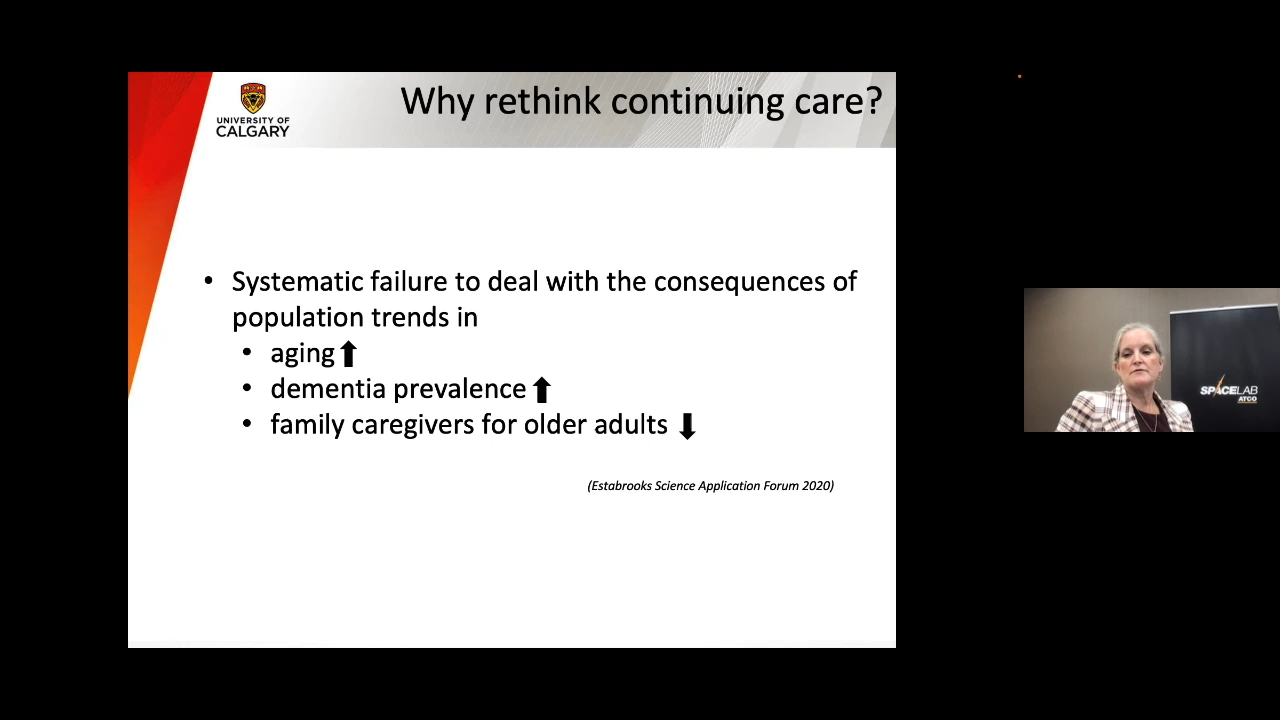 UNIVERSITY OF
CALGARY
Why rethink continuing care?
• Systematic failure to deal with the consequences of
population trends in
• aging⬆
• dementia prevalence⬆
• family caregivers for older adults ⬇
(Estabrooks Science Application Forum 2020)
SPACELAB
ATCO